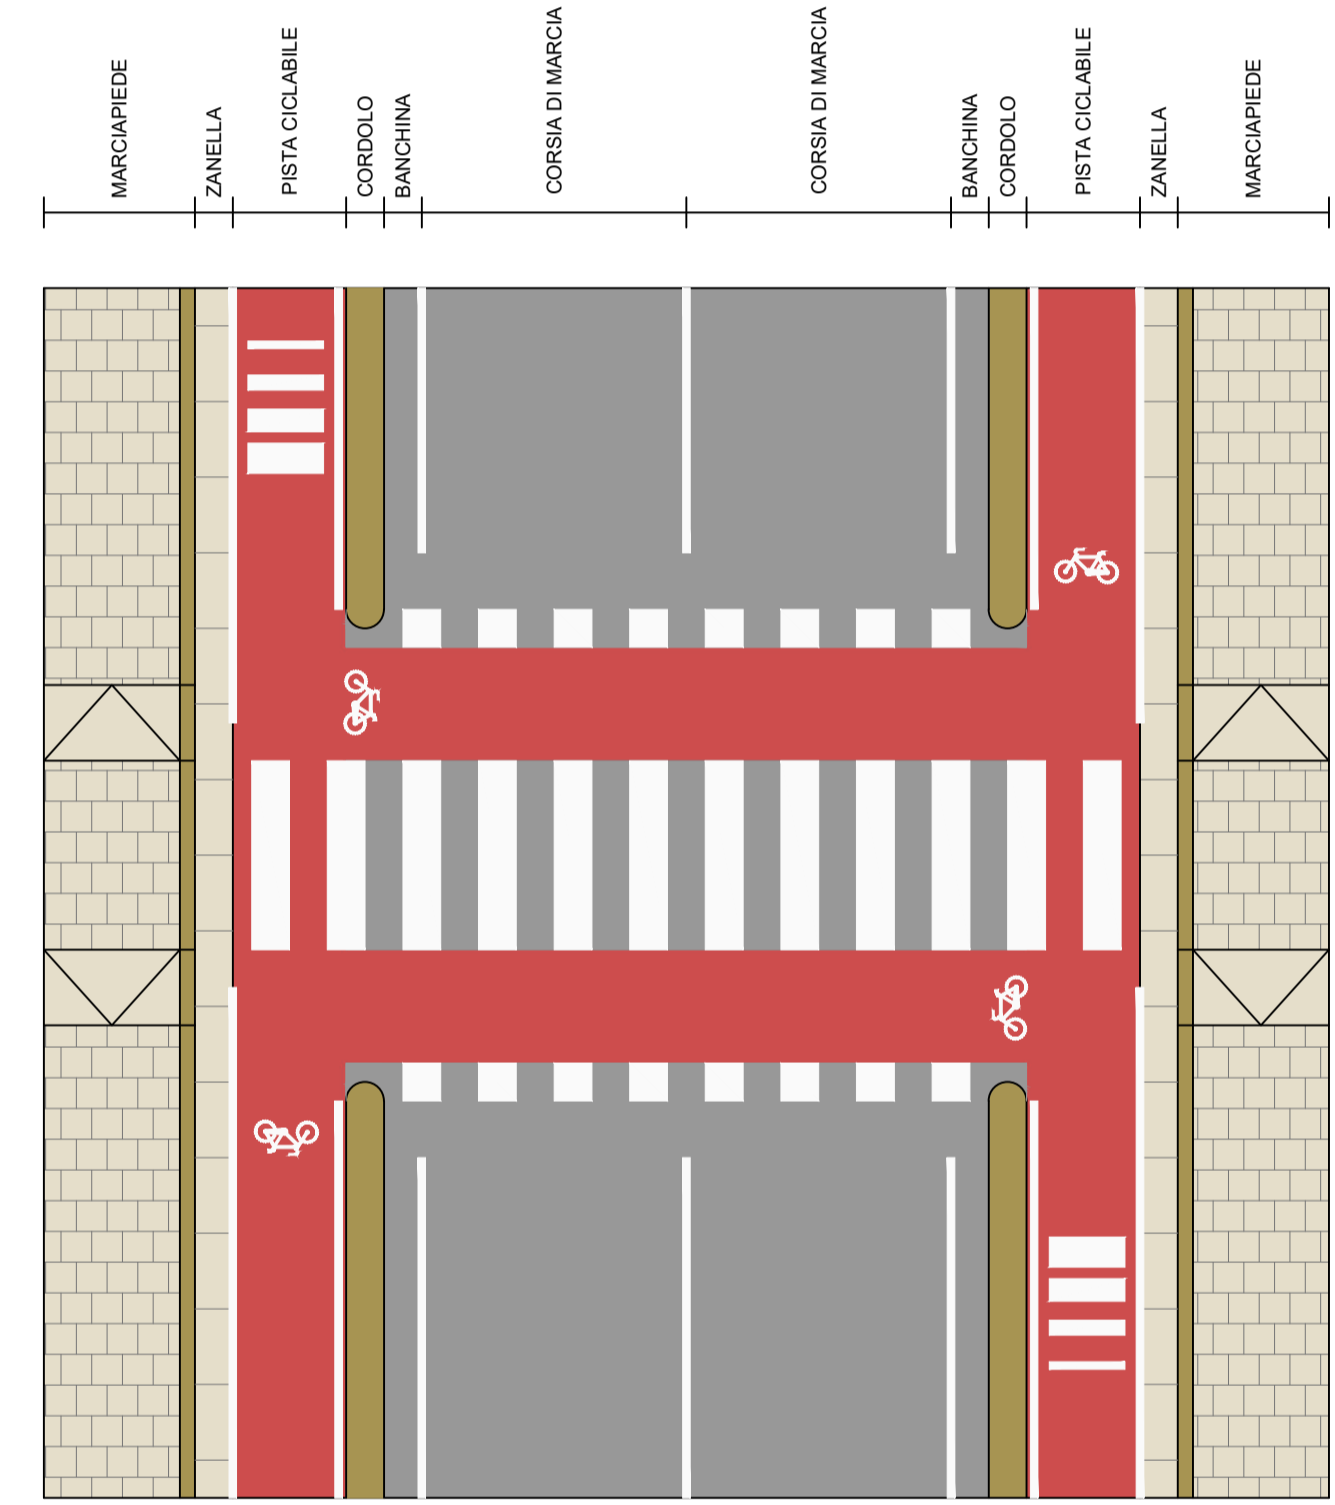 MARCIAPIEDE
ZANELLA
PISTA CICLABILE
CORDOLO
BANCHINA
CORSIA DI MARCIA
CORSIA DI MARCIA
BANCHINA
CORDOLO
PISTA CICLABILE
ZANELLA
MARCIAPIEDE